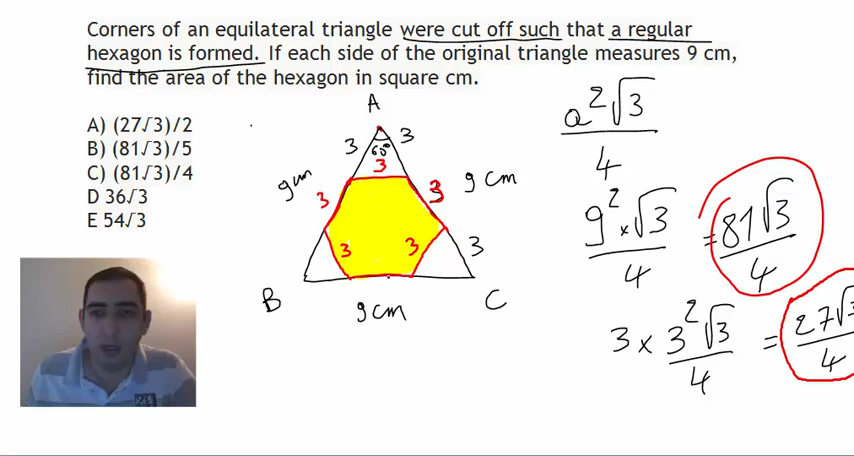 Corners of an equilateral triangle were cut off such that a regular
hexagon is formed. If each side of the original triangle measures 9 cm,
find the area of the hexagon in square cm.
A) (27√3)/2
B) (81√3)/5
C) (81√3)/4
D 36√3
E 54√3
A
3 60° 3
3
9cm 3 3 9 cm
3 3 3
B 9cm C
a²√3/4
9²×√3/4 = 81√3/4
3 × 3²√3/4 = 27√3/4